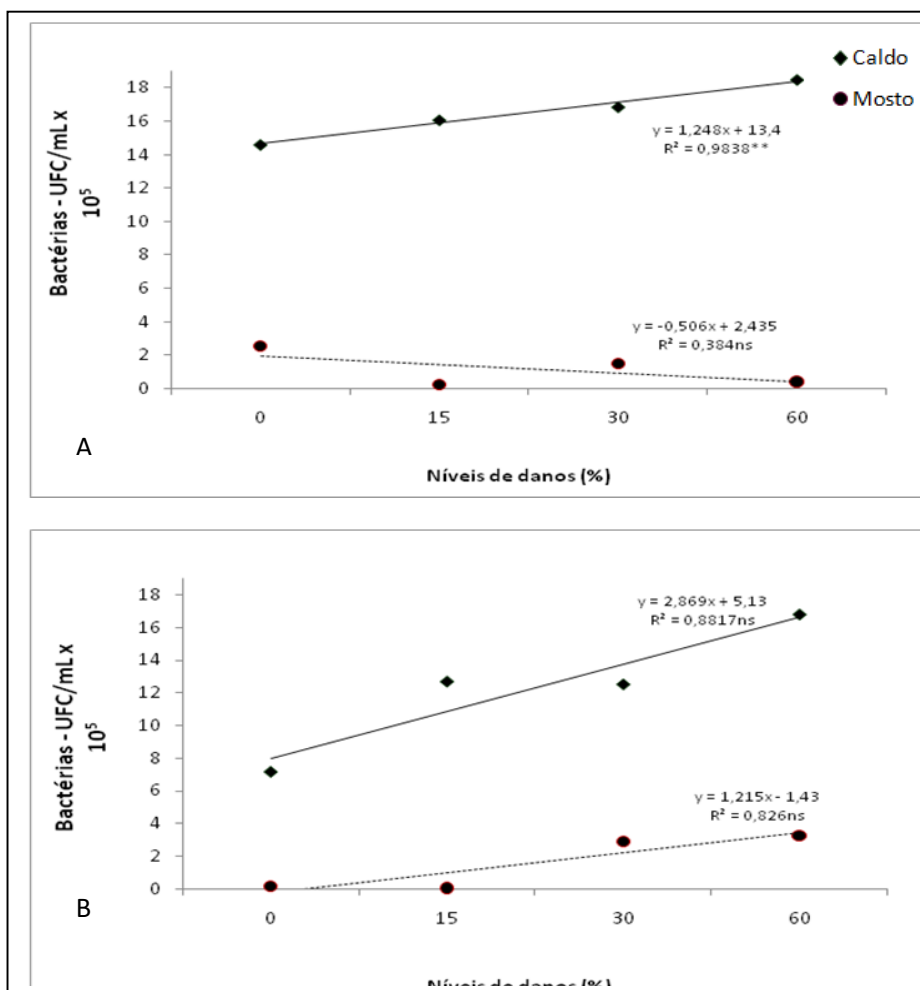 Caldo
Mosto
Bactérias - UFC/mL x
10⁵
18
16
14
12
10
8
6
4
2
0
y = 1,248x + 13,4
R² = 0,9838**
y = -0,506x + 2,435
R² = 0,384ns
0 15 30 60
A
Níveis de danos (%)
Bactérias - UFC/mL x
10⁵
18
16
14
12
10
8
6
4
2
0
y = 2,869x + 5,13
R² = 0,8817ns
y = 1,215x - 1,43
R² = 0,826ns
0 15 30 60
B
Níveis de danos (%)